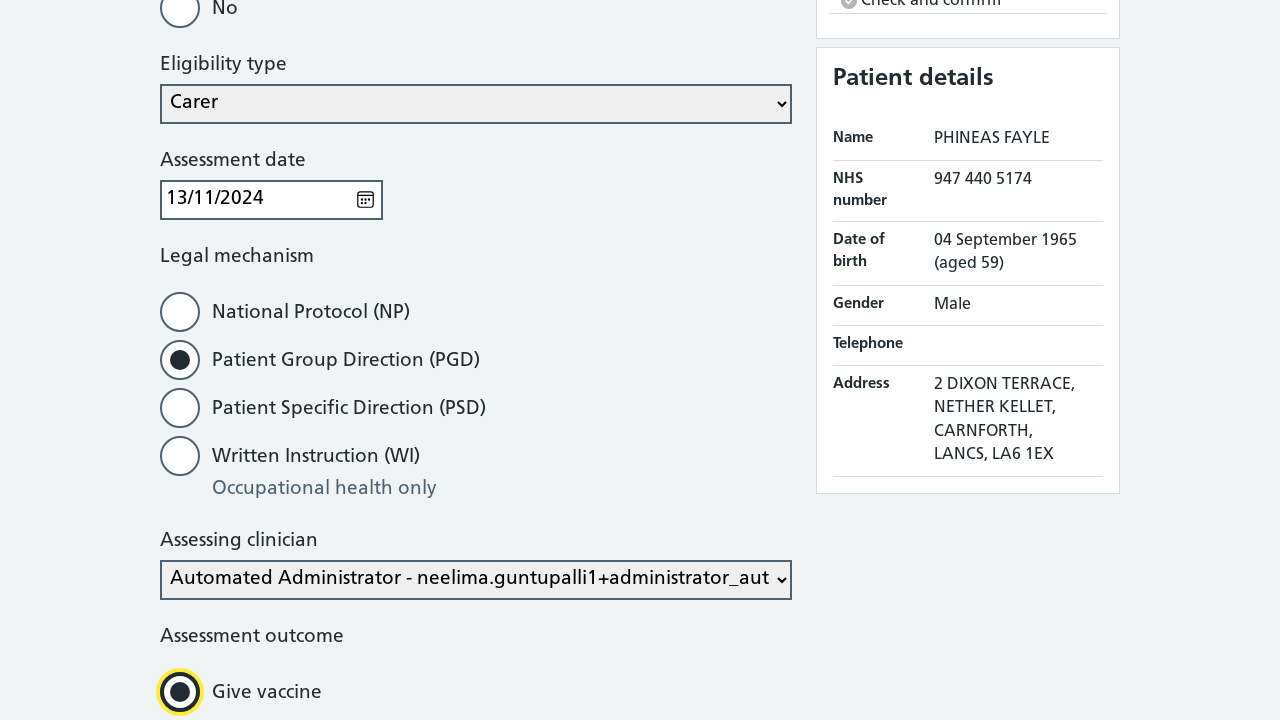 No
Eligibility type
Carer
Assessment date
13/11/2024
Legal mechanism
National Protocol (NP)
Patient Group Direction (PGD)
Patient Specific Direction (PSD)
Written Instruction (WI)
Occupational health only
Assessing clinician
Automated Administrator - neelima.guntupalli1+administrator_aut
Assessment outcome
Give vaccine
Check and confirm
Patient details
Name PHINEAS FAYLE
NHS number 947 440 5174
Date of birth 04 September 1965
(aged 59)
Gender Male
Telephone
Address 2 DIXON TERRACE,
NETHER KELLET,
CARNFORTH,
LANCS, LA6 1EX